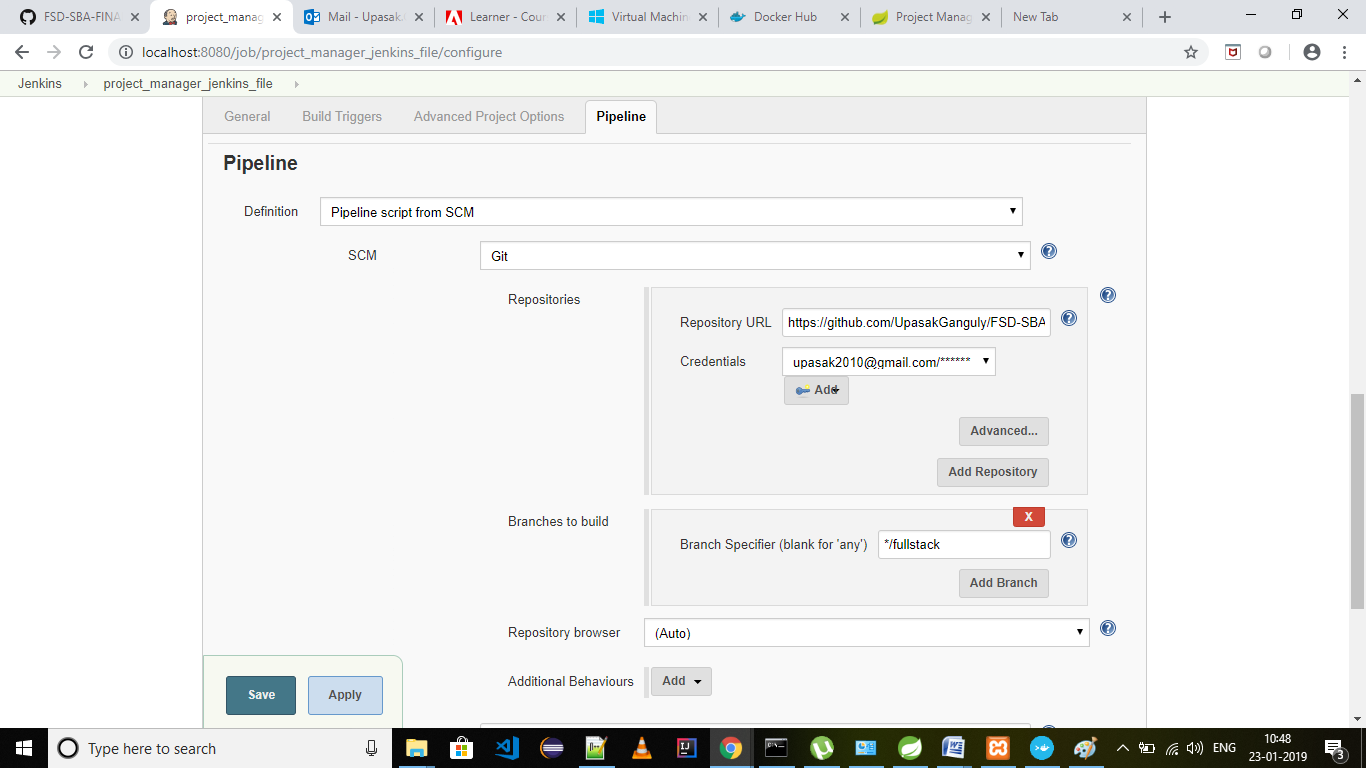 FSD-SBA-FINA
project_manag
Mail - Upasak
Learner - Cour
Virtual Machin
Docker Hub
Project Manag
New Tab
localhost:8080/job/project_manager_jenkins_file/configure
Jenkins
project_manager_jenkins_file
General
Build Triggers
Advanced Project Options
Pipeline
Pipeline
Definition
Pipeline script from SCM
SCM
Git
Repositories
Repository URL
https://github.com/UpasakGanguly/FSD-SBA
Credentials
upasak2010@gmail.com/******
Add
Advanced...
Add Repository
Branches to build
X
Branch Specifier (blank for 'any')
*/fullstack
Add Branch
Repository browser
(Auto)
Additional Behaviours
Add
Save
Apply
Type here to search
ENG
10:48
23-01-2019
3